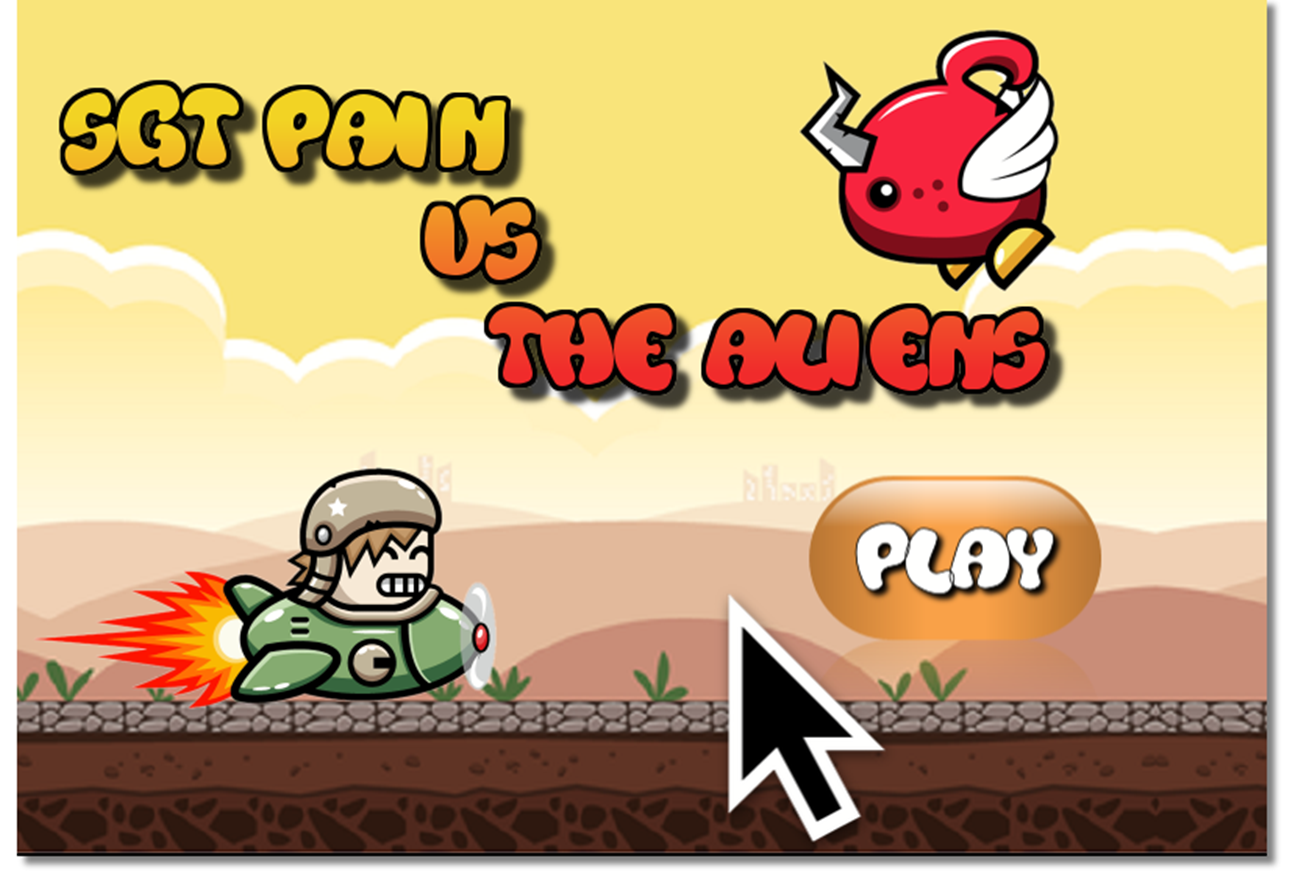 SGT PAIN
VS
THE ALIENS
PLAY